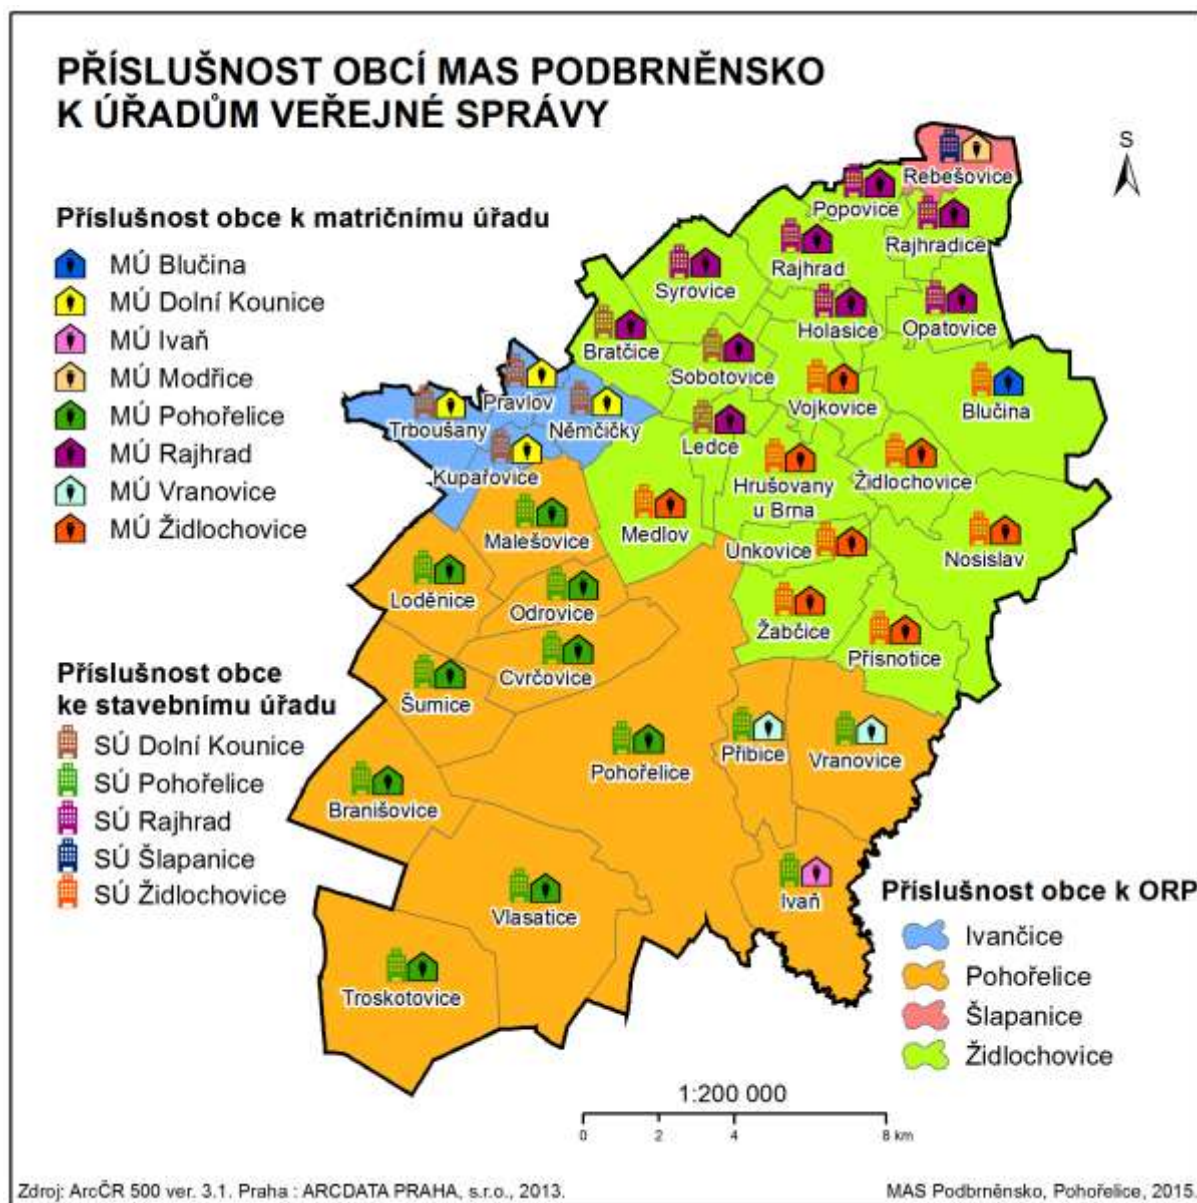 PŘÍSLUŠNOST OBCÍ MAS PODBRNĚNSKO
K ÚŘADŮM VEŘEJNÉ SPRÁVY
S
Příslušnost obce k matričnímu úřadu
MÚ Blučina
MÚ Dolní Kounice
MÚ Ivaň
MÚ Modřice
MÚ Pohořelice
MÚ Rajhrad
MÚ Vranovice
MÚ Židlochovice
Příslušnost obce
ke stavebnímu úřadu
SÚ Dolní Kounice
SÚ Pohořelice
SÚ Rajhrad
SÚ Šlapanice
SÚ Židlochovice
Rebešovice
Popovice
Rajhradice
Rajhrad
Syrovice
Holasice
Opatovice
Bratčice
Sobotovice
Pravlov
Vojkovice
Blučina
Trboušany
Němčičky
Ledce
Kupařovice
Hrušovany
u Brna
Židlochovice
Malešovice
Medlov
Unkovice
Nosislav
Loděnice
Odrovice
Žabčice
Přisnotice
Cvrčovice
Šumice
Pohořelice
Přibice
Vranovice
Branišovice
Ivaň
Vlasatice
Troskotovice
Příslušnost obce k ORP
Ivančice
Pohořelice
Šlapanice
Židlochovice
1:200 000
0 2 4 8 km
Zdroj: ArcČR 500 ver. 3.1. Praha : ARCDATA PRAHA, s.r.o., 2013.
MAS Podbrněnsko, Pohořelice, 2015